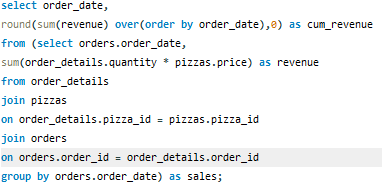 select order_date,
round(sum(revenue) over(order by order_date),0) as cum_revenue
from (select orders.order_date,
sum(order_details.quantity * pizzas.price) as revenue
from order_details
join pizzas
on order_details.pizza_id = pizzas.pizza_id
join orders
on orders.order_id = order_details.order_id
group by orders.order_date) as sales;